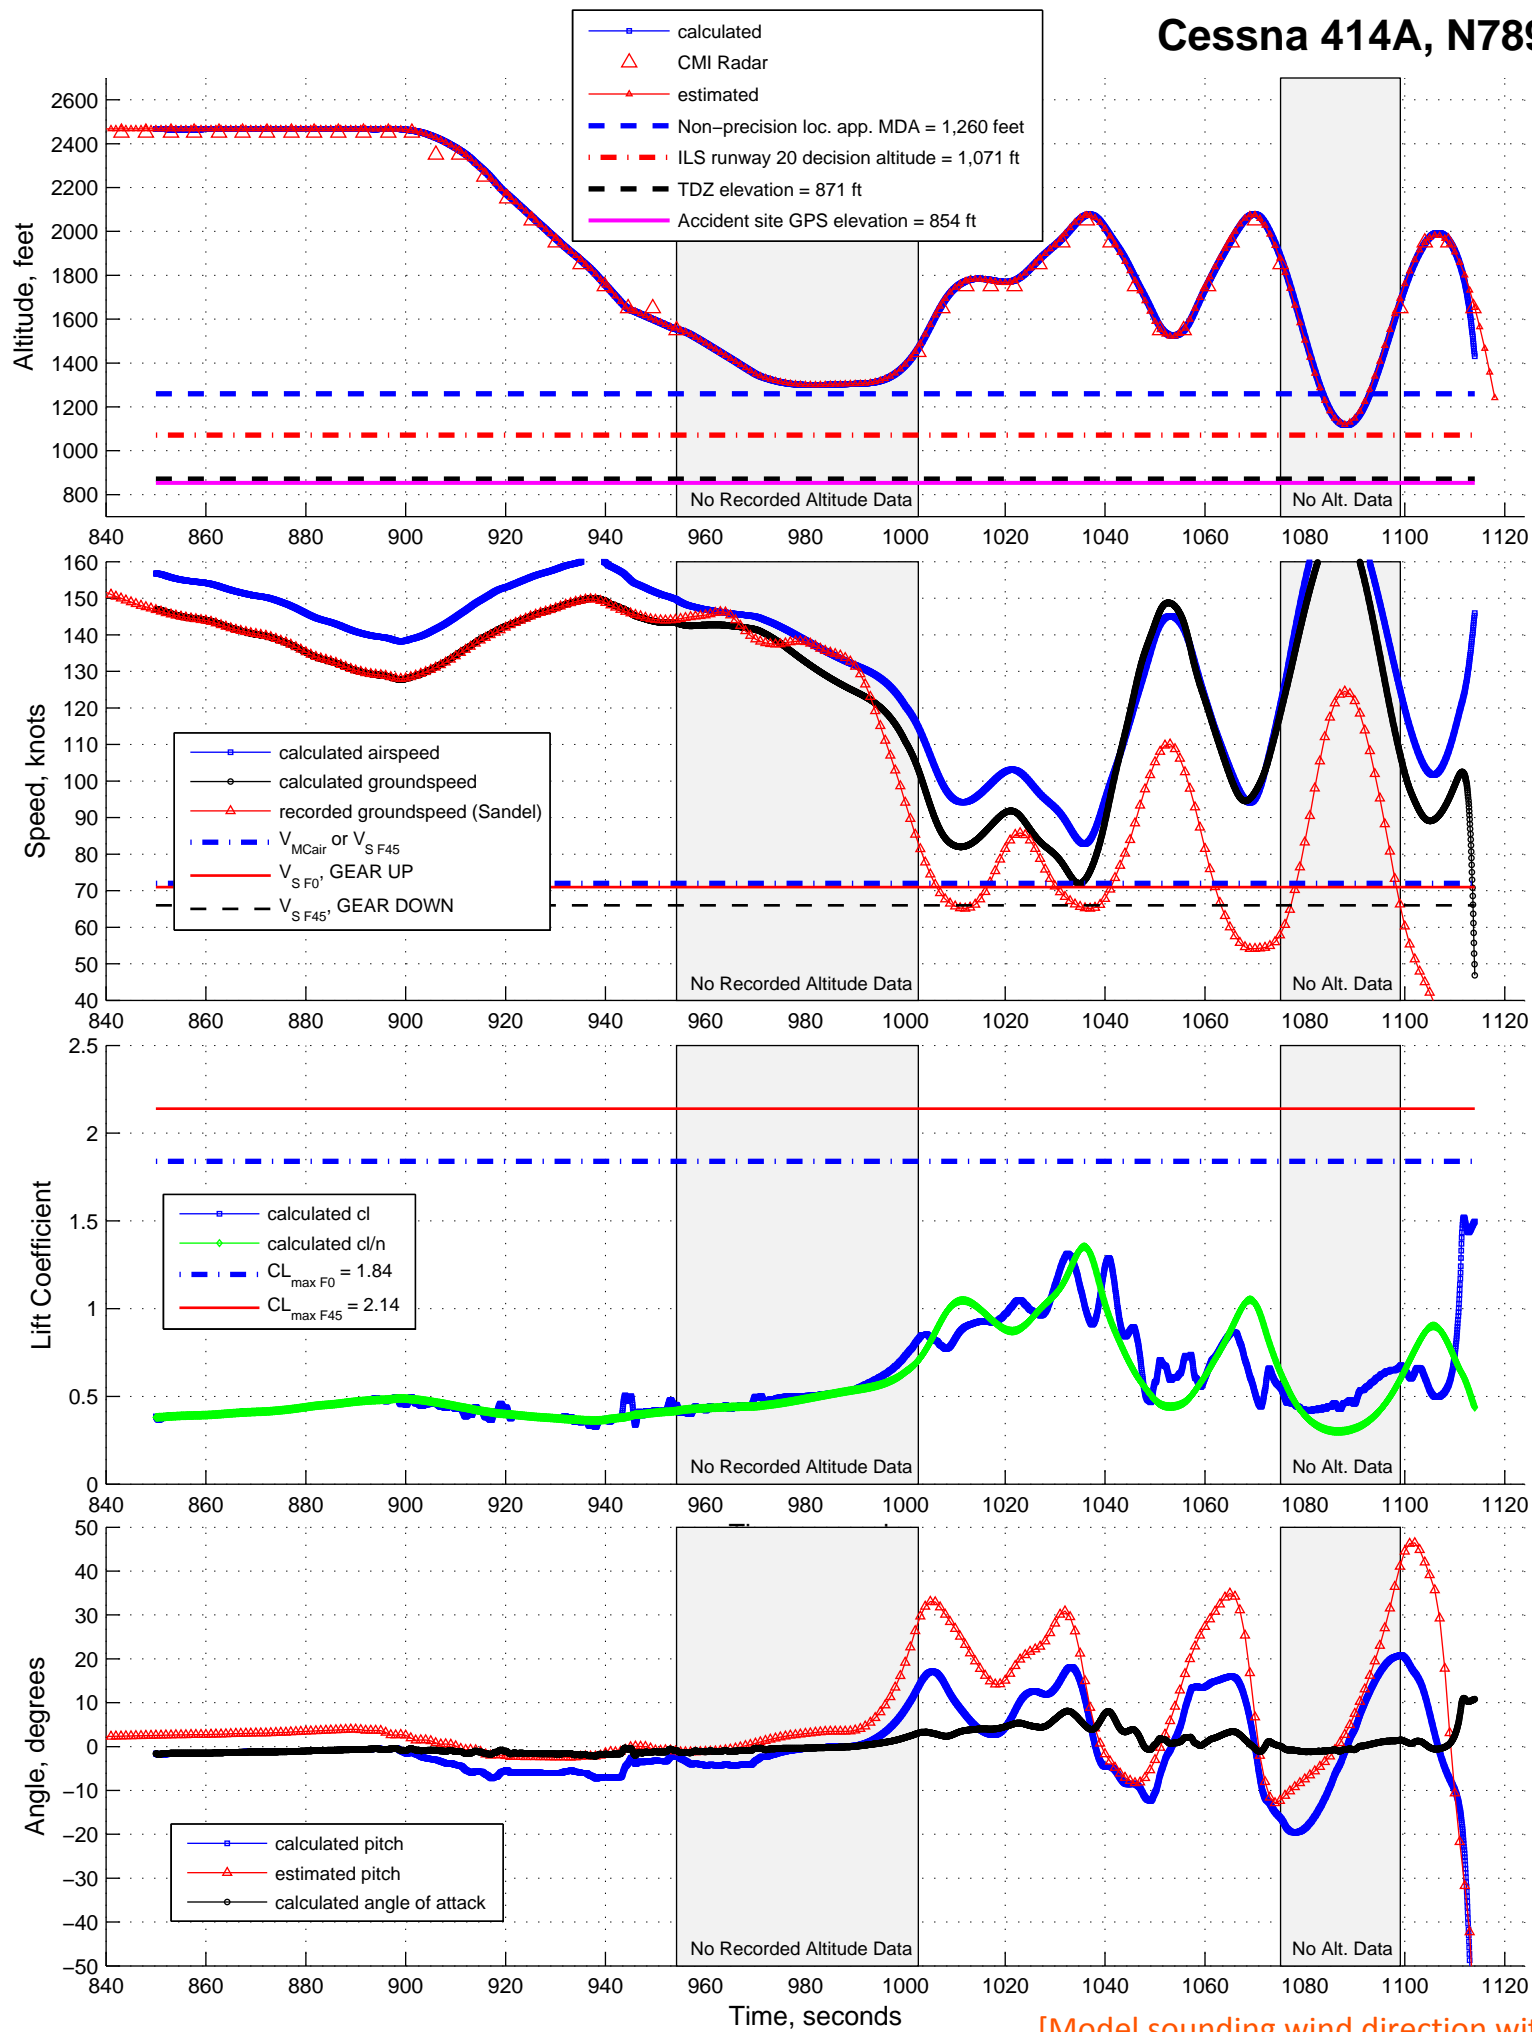 Cessna 414A, N789
calculated
CMI Radar
estimated
Non−precision loc. app. MDA = 1,260 feet
ILS runway 20 decision altitude = 1,071 ft
TDZ elevation = 871 ft
Accident site GPS elevation = 854 ft
Altitude, feet
2600
2400
2200
2000
1800
1600
1400
1200
1000
800
No Recorded Altitude Data
No Alt. Data
840 860 880 900 920 940 960 980 1000 1020 1040 1060 1080 1100 1120
Speed, knots
160
150
140
130
120
110
100
90
80
70
60
50
40
calculated airspeed
calculated groundspeed
recorded groundspeed (Sandel)
V MCair or V S F45
V S F0, GEAR UP
V S F45, GEAR DOWN
No Recorded Altitude Data
No Alt. Data
840 860 880 900 920 940 960 980 1000 1020 1040 1060 1080 1100 1120
Lift Coefficient
2.5
2
1.5
1
0.5
0
calculated cl
calculated cl/n
CL max F0 = 1.84
CL max F45 = 2.14
No Recorded Altitude Data
No Alt. Data
840 860 880 900 920 940 960 980 1000 1020 1040 1060 1080 1100 1120
Angle, degrees
50
40
30
20
10
0
−10
−20
−30
−40
−50
calculated pitch
estimated pitch
calculated angle of attack
No Recorded Altitude Data
No Alt. Data
840 860 880 900 920 940 960 980 1000 1020 1040 1060 1080 1100 1120
Time, seconds
[Model sounding wind direction wit